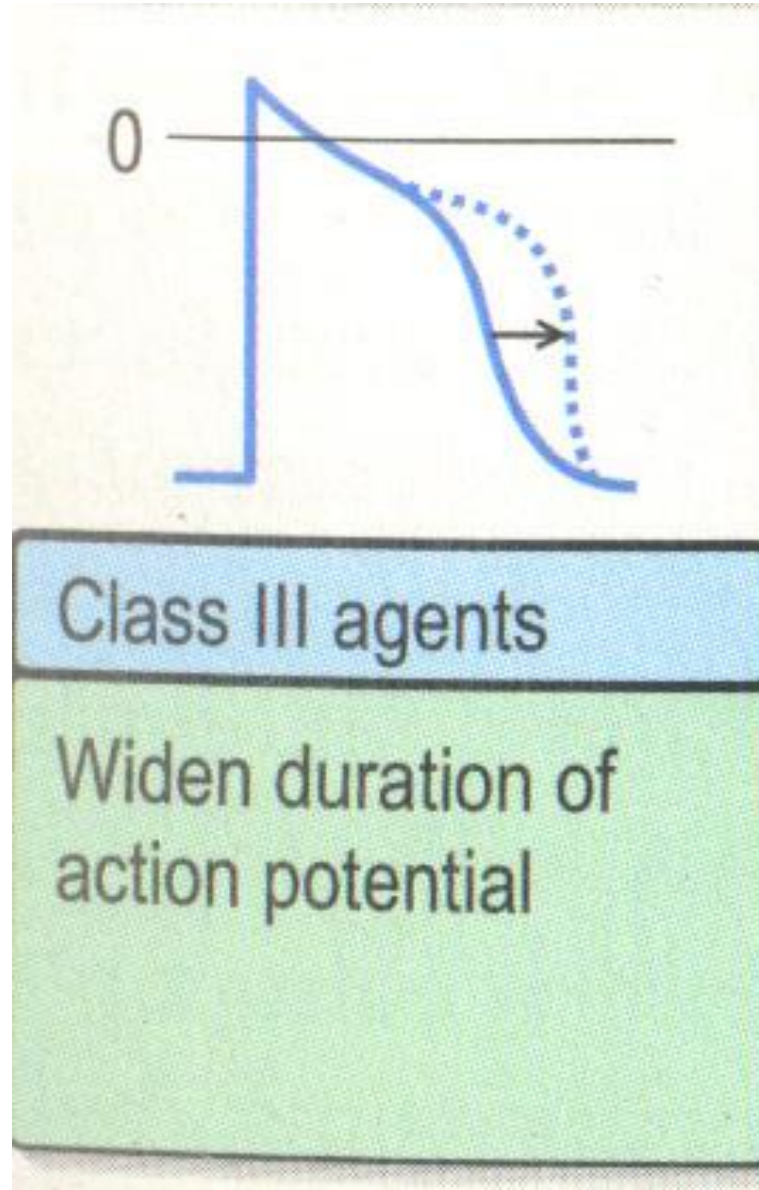 0
Class III agents
Widen duration of
action potential